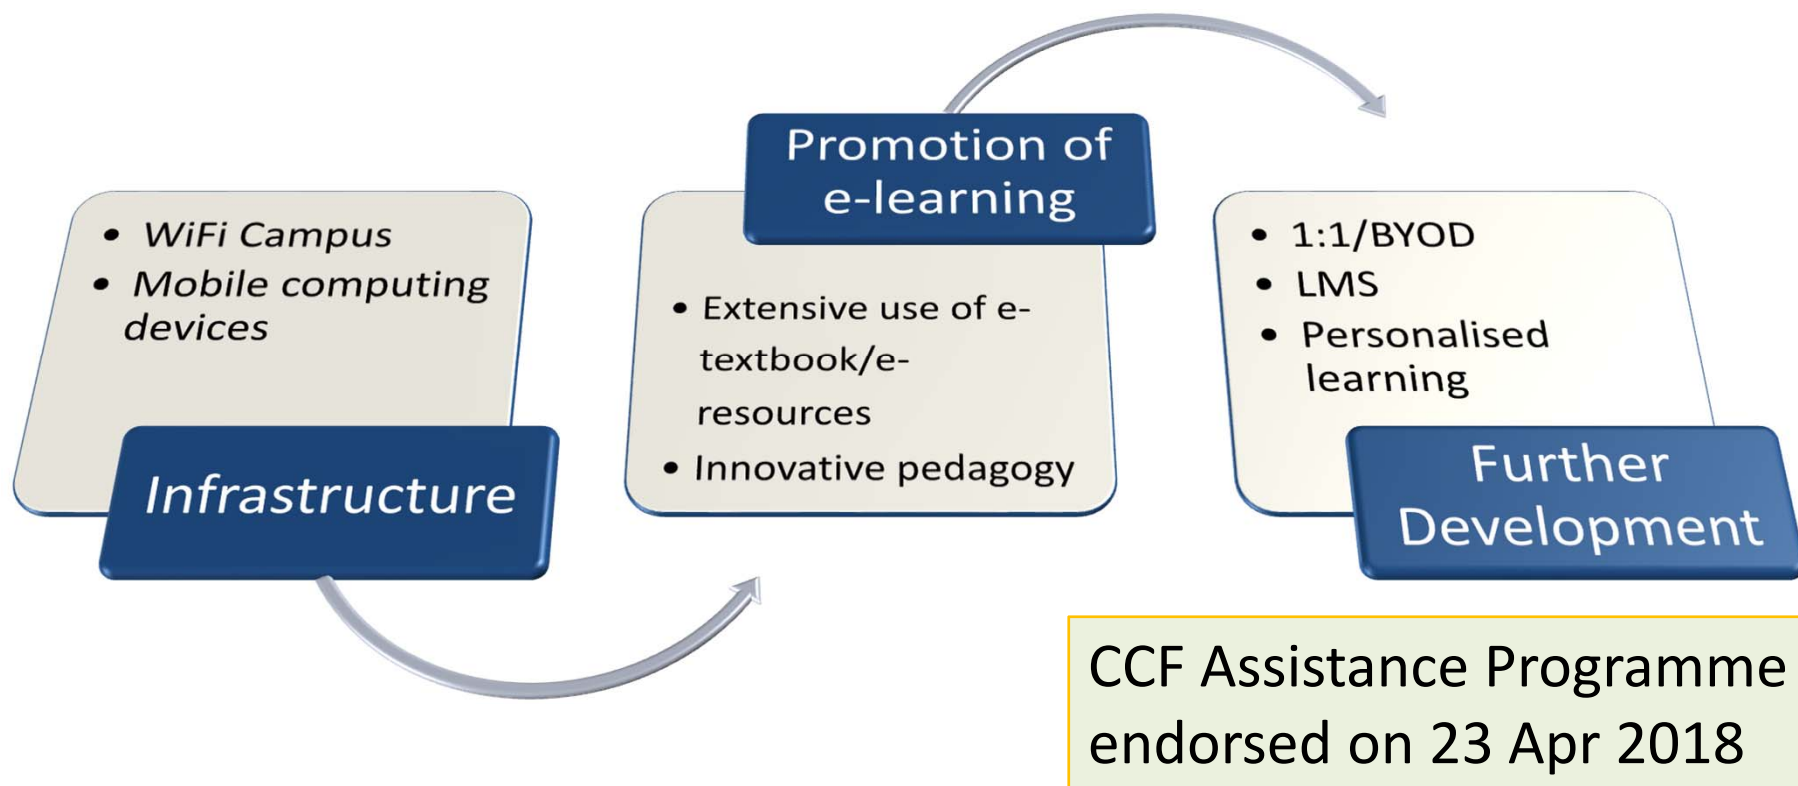 • WiFi Campus
• Mobile computing
devices
Infrastructure
Promotion of
e-learning
• Extensive use of e-
textbook/e-
resources
• Innovative pedagogy
• 1:1/BYOD
• LMS
• Personalised
learning
Further
Development
CCF Assistance Programme
endorsed on 23 Apr 2018